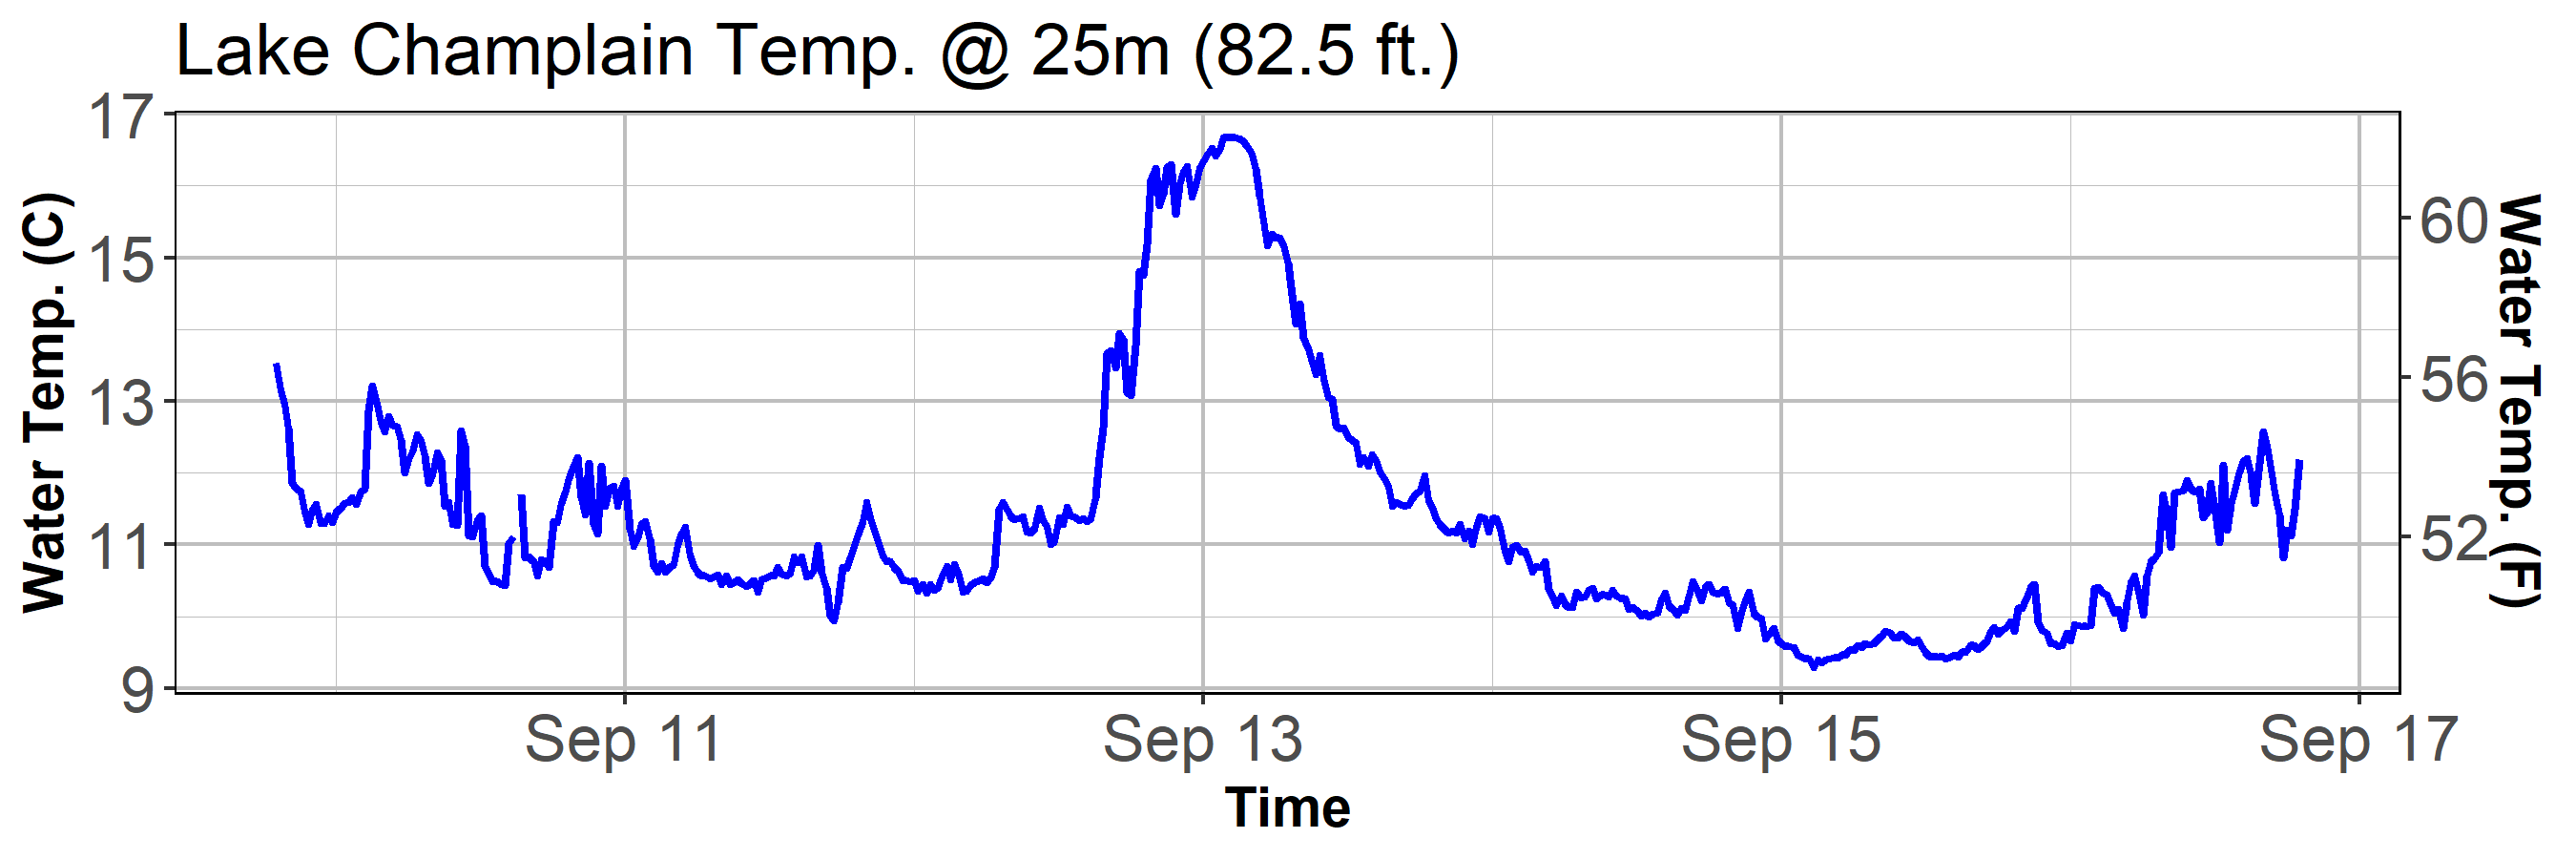 Lake Champlain Temp. @ 25m (82.5 ft.)
Water Temp. (C)
17
15
13
11
9
60
56
52
Water Temp. (F)
Sep 11
Sep 13
Sep 15
Sep 17
Time